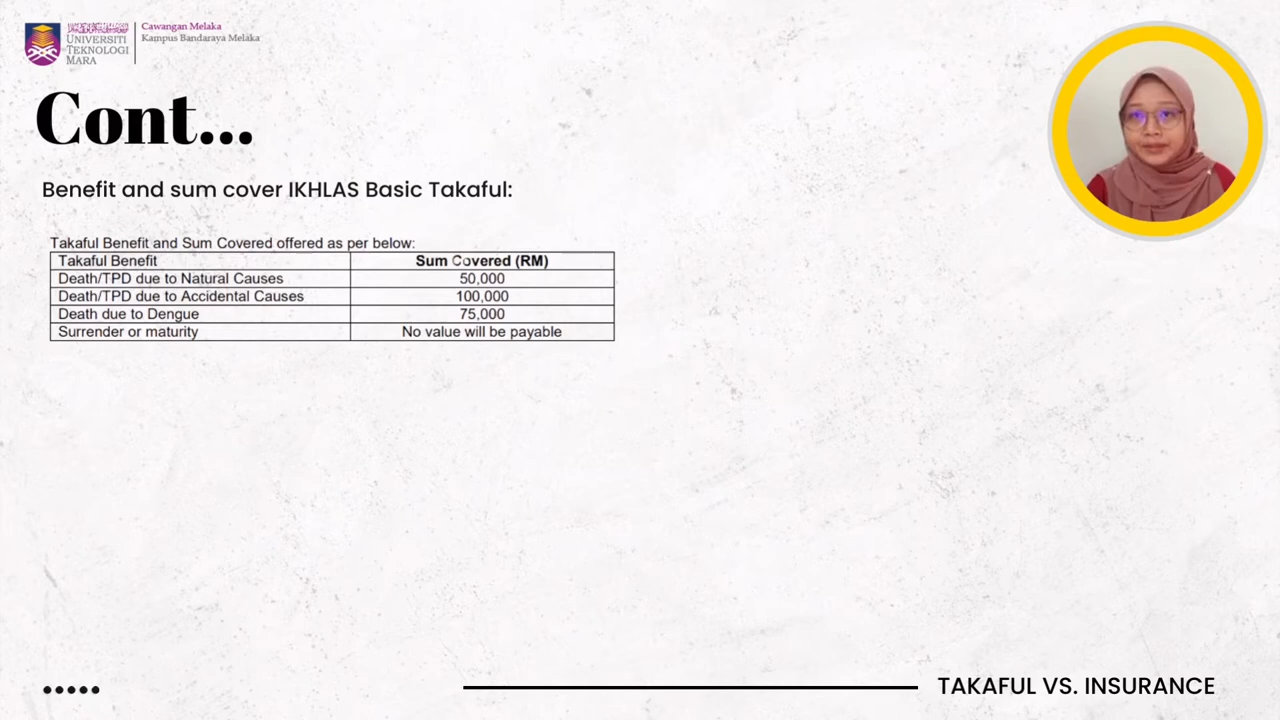 UNIVERSITI
TEKNOLOGI
MARA
Cawangan Melaka
Kampus Bandaraya Melaka
Cont...
Benefit and sum cover IKHLAS Basic Takaful:
Takaful Benefit and Sum Covered offered as per below:
Takaful Benefit Sum Covered (RM)
Death/TPD due to Natural Causes 50,000
Death/TPD due to Accidental Causes 100,000
Death due to Dengue 75,000
Surrender or maturity No value will be payable
TAKAFUL VS. INSURANCE